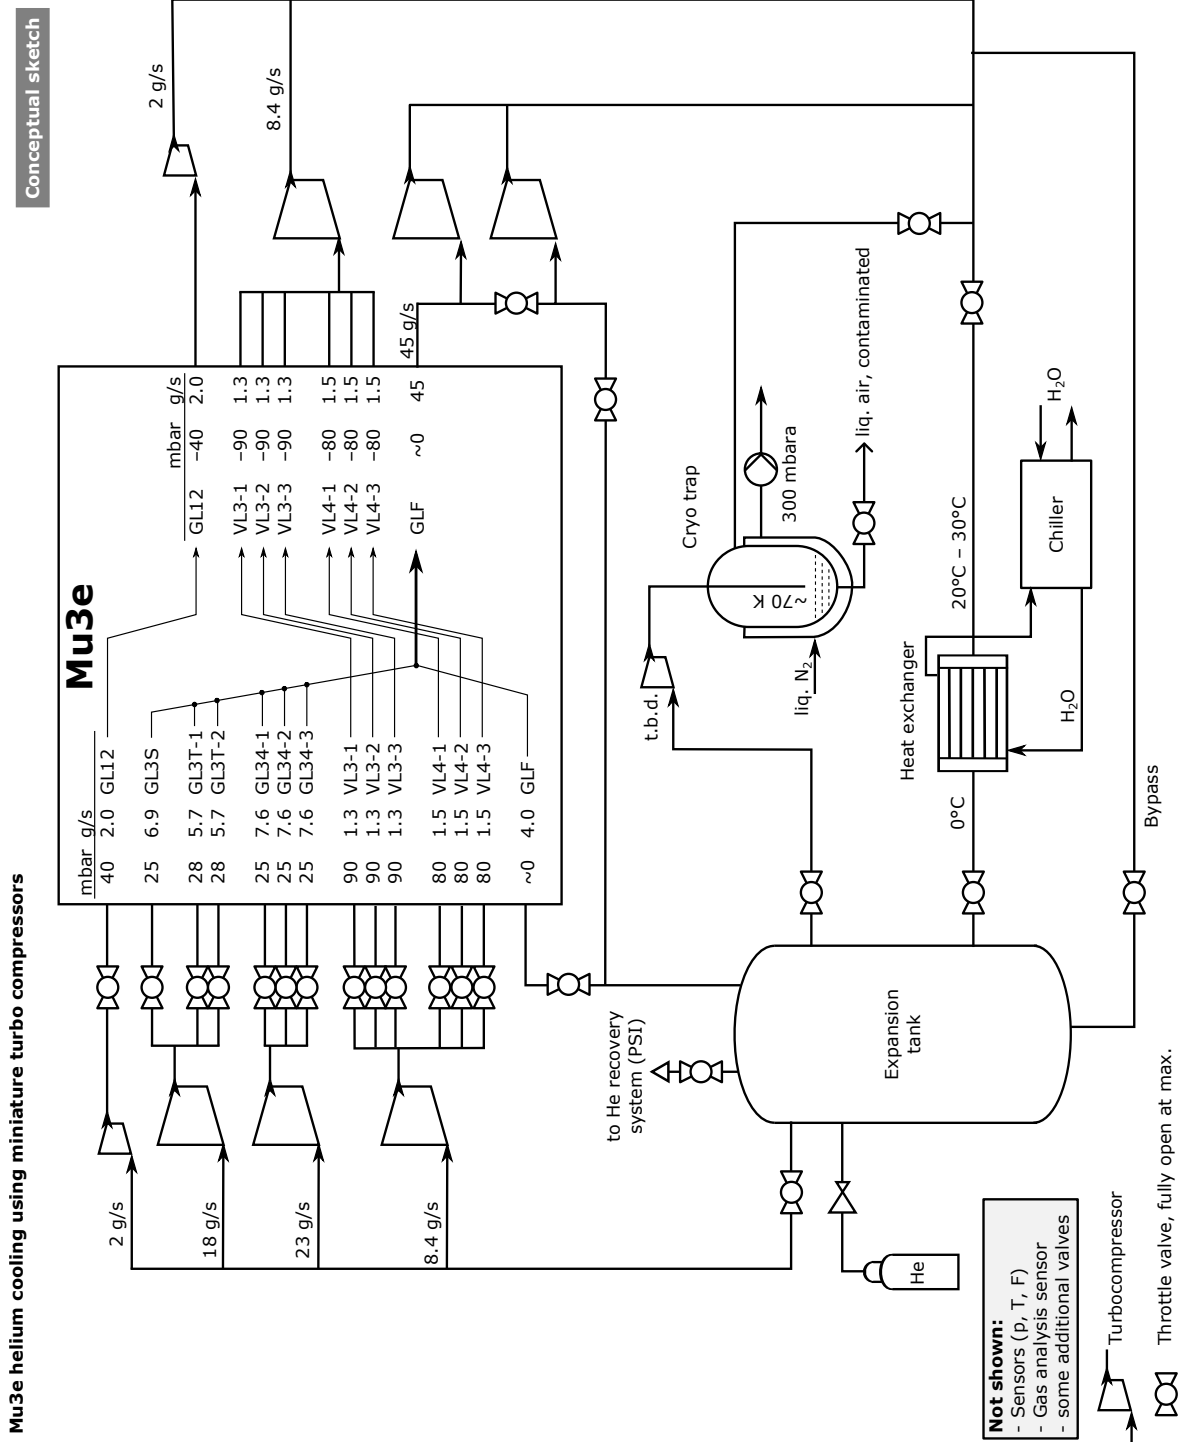 Mu3e helium cooling using miniature turbo compressors
Conceptual sketch
2 g/s
18 g/s
23 g/s
8.4 g/s
Mu3e
mbar g/s
40 2.0 GL12
25 6.9 GL3S
28 5.7 GL3T-1
28 5.7 GL3T-2
25 7.6 GL34-1
25 7.6 GL34-2
25 7.6 GL34-3
90 1.3 VL3-1
90 1.3 VL3-2
90 1.3 VL3-3
80 1.5 VL4-1
80 1.5 VL4-2
80 1.5 VL4-3
~0 4.0 GLF
mbar g/s
GL12 −40 2.0
VL3-1 −90 1.3
VL3-2 −90 1.3
VL3-3 −90 1.3
VL4-1 −80 1.5
VL4-2 −80 1.5
VL4-3 −80 1.5
GLF ~0 45
2 g/s
8.4 g/s
45 g/s
to He recovery
system (PSI)
t.b.d.
Cryo trap
~70 K
300 mbara
liq. N2
liq. air, contaminated
Expansion
tank
He
Heat exchanger
0°C
20°C – 30°C
Chiller
H2O
H2O
Bypass
Not shown:
- Sensors (p, T, F)
- Gas analysis sensor
- some additional valves
Turbocompressor
Throttle valve, fully open at max.